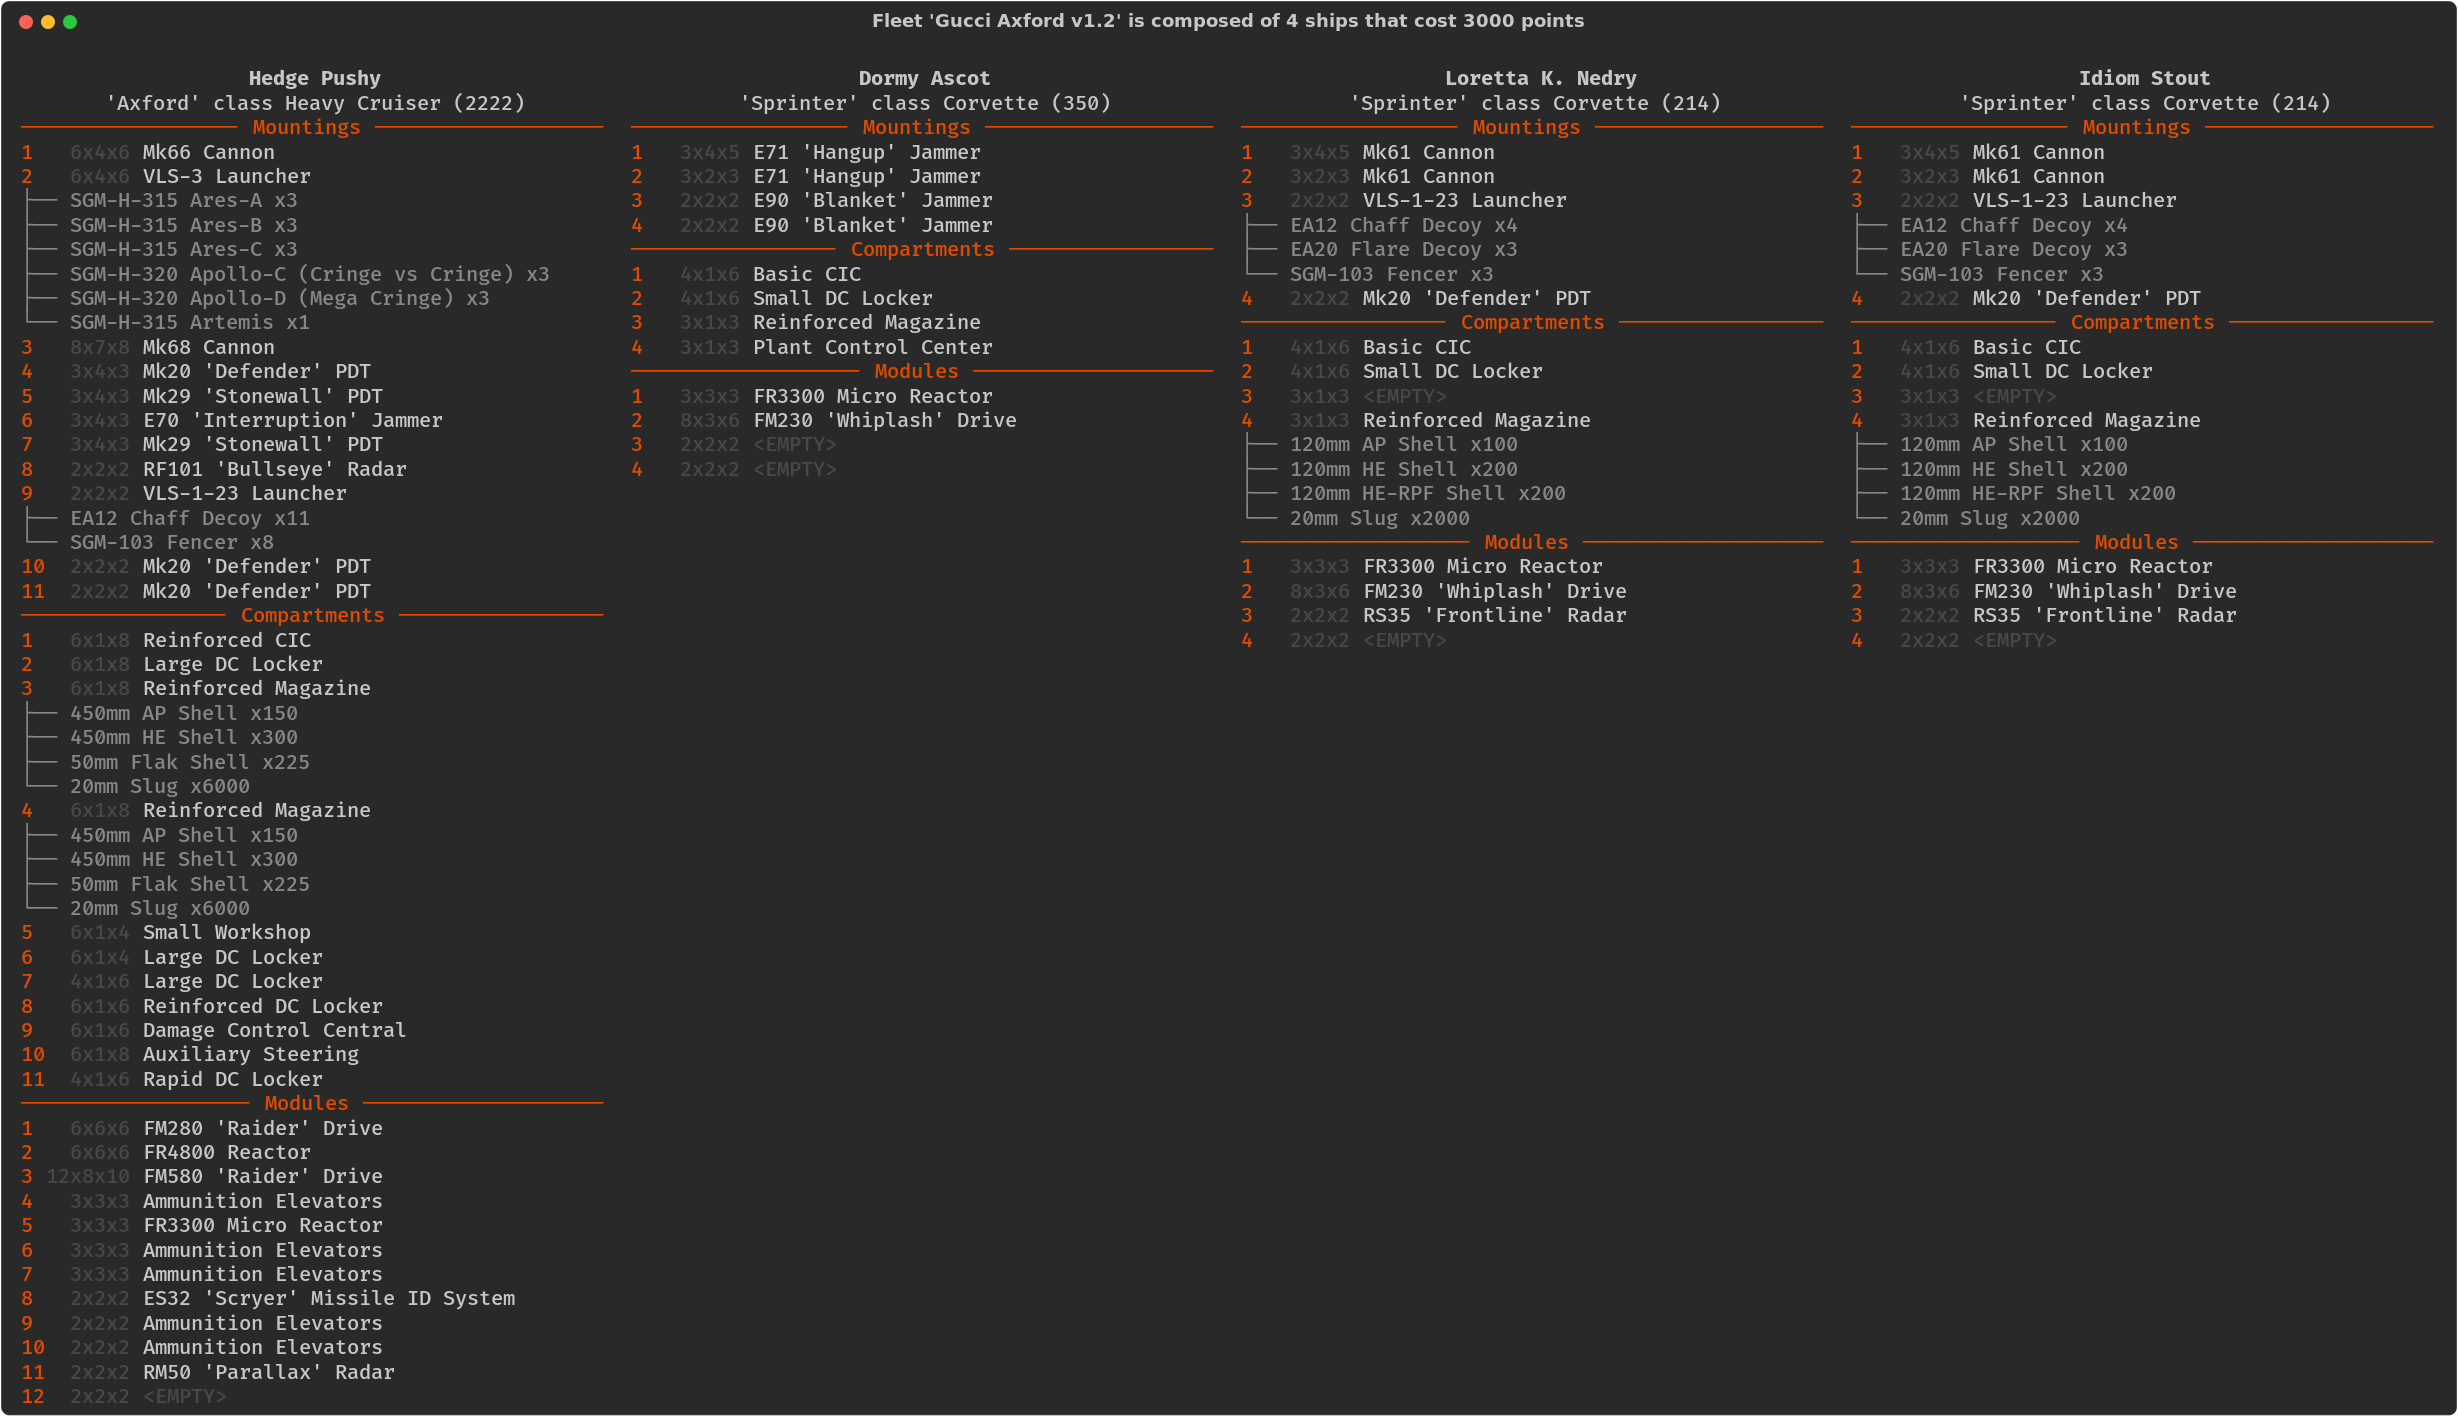 Fleet 'Gucci Axford v1.2' is composed of 4 ships that cost 3000 points
Hedge Pushy
'Axford' class Heavy Cruiser (2222)
Mountings
1 6x4x6 Mk66 Cannon
2 6x4x6 VLS-3 Launcher
SGM-H-315 Ares-A x3
SGM-H-315 Ares-B x3
SGM-H-315 Ares-C x3
SGM-H-320 Apollo-C (Cringe vs Cringe) x3
SGM-H-320 Apollo-D (Mega Cringe) x3
SGM-H-315 Artemis x1
3 8x7x8 Mk68 Cannon
4 3x4x3 Mk20 'Defender' PDT
5 3x4x3 Mk29 'Stonewall' PDT
6 3x4x3 E70 'Interruption' Jammer
7 3x4x3 Mk29 'Stonewall' PDT
8 2x2x2 RF101 'Bullseye' Radar
9 2x2x2 VLS-1-23 Launcher
EA12 Chaff Decoy x11
SGM-103 Fencer x8
10 2x2x2 Mk20 'Defender' PDT
11 2x2x2 Mk20 'Defender' PDT
Compartments
1 6x1x8 Reinforced CIC
2 6x1x8 Large DC Locker
3 6x1x8 Reinforced Magazine
450mm AP Shell x150
450mm HE Shell x300
50mm Flak Shell x225
20mm Slug x6000
4 6x1x8 Reinforced Magazine
450mm AP Shell x150
450mm HE Shell x300
50mm Flak Shell x225
20mm Slug x6000
5 6x1x4 Small Workshop
6 6x1x4 Large DC Locker
7 4x1x6 Large DC Locker
8 6x1x6 Reinforced DC Locker
9 6x1x6 Damage Control Central
10 6x1x8 Auxiliary Steering
11 4x1x6 Rapid DC Locker
Modules
1 6x6x6 FM280 'Raider' Drive
2 6x6x6 FR4800 Reactor
3 12x8x10 FM580 'Raider' Drive
4 3x3x3 Ammunition Elevators
5 3x3x3 FR3300 Micro Reactor
6 3x3x3 Ammunition Elevators
7 3x3x3 Ammunition Elevators
8 2x2x2 ES32 'Scryer' Missile ID System
9 2x2x2 Ammunition Elevators
10 2x2x2 Ammunition Elevators
11 2x2x2 RM50 'Parallax' Radar
12 2x2x2 <EMPTY>
Dormy Ascot
'Sprinter' class Corvette (350)
Mountings
1 3x4x5 E71 'Hangup' Jammer
2 3x2x3 E71 'Hangup' Jammer
3 2x2x2 E90 'Blanket' Jammer
4 2x2x2 E90 'Blanket' Jammer
Compartments
1 4x1x6 Basic CIC
2 4x1x6 Small DC Locker
3 3x1x3 Reinforced Magazine
4 3x1x3 Plant Control Center
Modules
1 3x3x3 FR3300 Micro Reactor
2 8x3x6 FM230 'Whiplash' Drive
3 2x2x2 <EMPTY>
4 2x2x2 <EMPTY>
Loretta K. Nedry
'Sprinter' class Corvette (214)
Mountings
1 3x4x5 Mk61 Cannon
2 3x2x3 Mk61 Cannon
3 2x2x2 VLS-1-23 Launcher
EA12 Chaff Decoy x4
EA20 Flare Decoy x3
SGM-103 Fencer x3
4 2x2x2 Mk20 'Defender' PDT
Compartments
1 4x1x6 Basic CIC
2 4x1x6 Small DC Locker
3 3x1x3 <EMPTY>
4 3x1x3 Reinforced Magazine
120mm AP Shell x100
120mm HE Shell x200
120mm HE-RPF Shell x200
20mm Slug x2000
Modules
1 3x3x3 FR3300 Micro Reactor
2 8x3x6 FM230 'Whiplash' Drive
3 2x2x2 RS35 'Frontline' Radar
4 2x2x2 <EMPTY>
Idiom Stout
'Sprinter' class Corvette (214)
Mountings
1 3x4x5 Mk61 Cannon
2 3x2x3 Mk61 Cannon
3 2x2x2 VLS-1-23 Launcher
EA12 Chaff Decoy x4
EA20 Flare Decoy x3
SGM-103 Fencer x3
4 2x2x2 Mk20 'Defender' PDT
Compartments
1 4x1x6 Basic CIC
2 4x1x6 Small DC Locker
3 3x1x3 <EMPTY>
4 3x1x3 Reinforced Magazine
120mm AP Shell x100
120mm HE Shell x200
120mm HE-RPF Shell x200
20mm Slug x2000
Modules
1 3x3x3 FR3300 Micro Reactor
2 8x3x6 FM230 'Whiplash' Drive
3 2x2x2 RS35 'Frontline' Radar
4 2x2x2 <EMPTY>